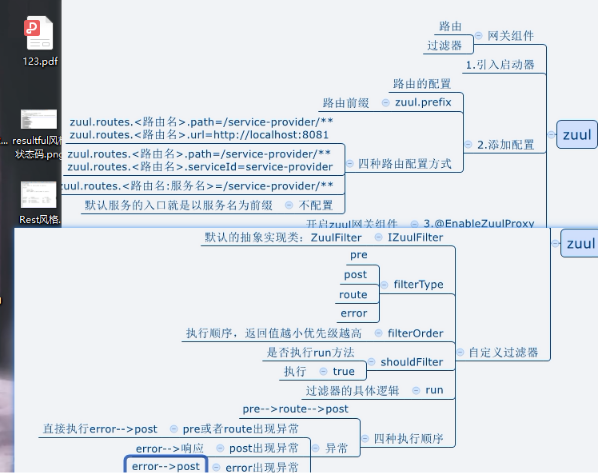 路由
网关组件
过滤器
1.引入启动器
123.pdf
路由的配置
路由前缀
zuul.prefix
zuul.routes.<路由名>.path=/service-provider/**
zuul.routes.<路由名>.url=http://localhost:8081
2.添加配置
zuul
resultful风格
状态码.png
zuul.routes.<路由名>.path=/service-provider/**
zuul.routes.<路由名>.serviceId=service-provider
四种路由配置方式
zuul.routes.<路由名:服务名>=service-provider/**
默认服务的入口就是以服务名为前缀
不配置
Rest风格.
开启zuul网关组件
3.@EnableZuulProxy
默认的抽象实现类：ZuulFilter
IZuulFilter
zuul
pre
post
filterType
route
error
执行顺序，返回值越小优先级越高
filterOrder
是否执行run方法
shouldFilter
自定义过滤器
执行
true
过滤器的具体逻辑
run
pre-->route-->post
直接执行error-->post
pre或者route出现异常
四种执行顺序
error-->响应
post出现异常
异常
error-->post
error出现异常